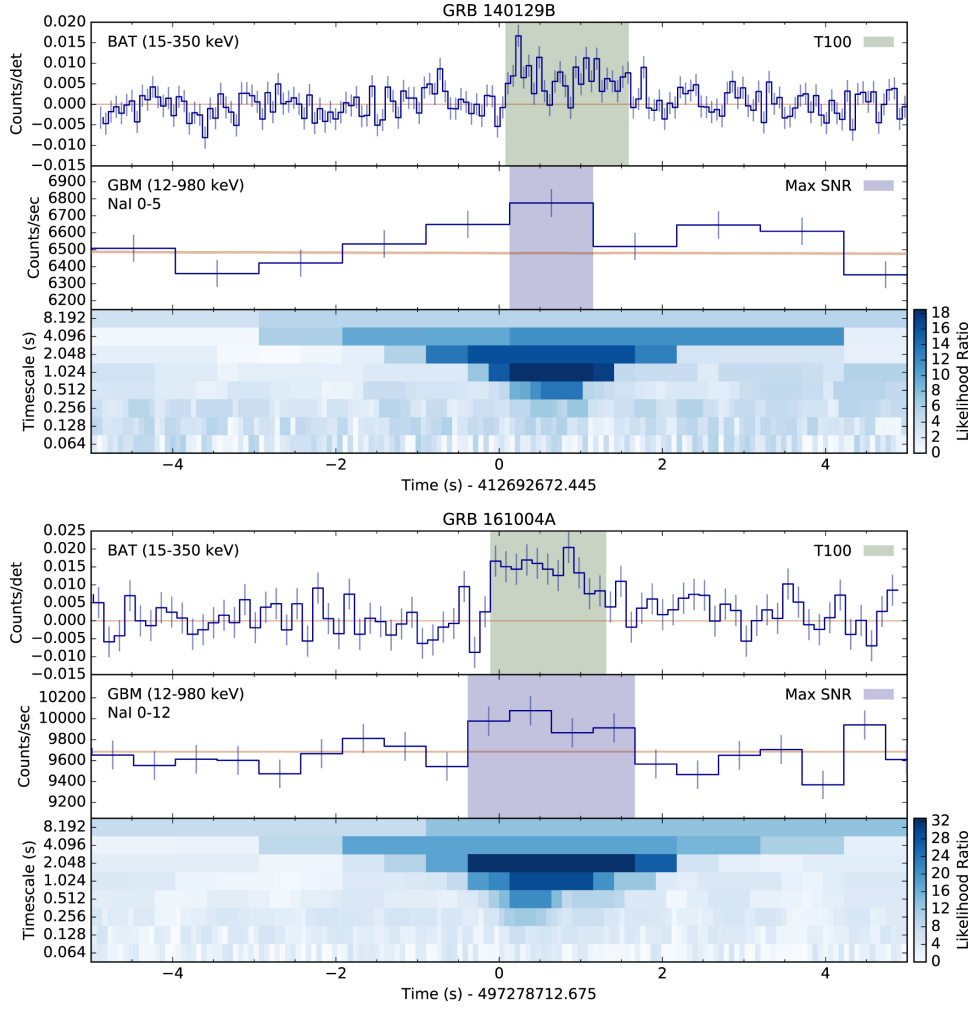 GRB 140129B
BAT (15-350 keV)
T100
Counts/det
0.020
0.015
0.010
0.005
0.000
−0.005
−0.010
−0.015
GBM (12-980 keV)
NaI 0-5
Max SNR
Counts/sec
6900
6800
6700
6600
6500
6400
6300
6200
Timescale (s)
8.192
4.096
2.048
1.024
0.512
0.256
0.128
0.064
18
16
14
12
10
8
6
4
2
0
Likelihood Ratio
−4 −2 0 2 4
Time (s) - 412692672.445
GRB 161004A
BAT (15-350 keV)
T100
Counts/det
0.025
0.020
0.015
0.010
0.005
0.000
−0.005
−0.010
−0.015
GBM (12-980 keV)
NaI 0-12
Max SNR
Counts/sec
10200
10000
9800
9600
9400
9200
Timescale (s)
8.192
4.096
2.048
1.024
0.512
0.256
0.128
0.064
32
28
24
20
16
12
8
4
0
Likelihood Ratio
−4 −2 0 2 4
Time (s) - 497278712.675